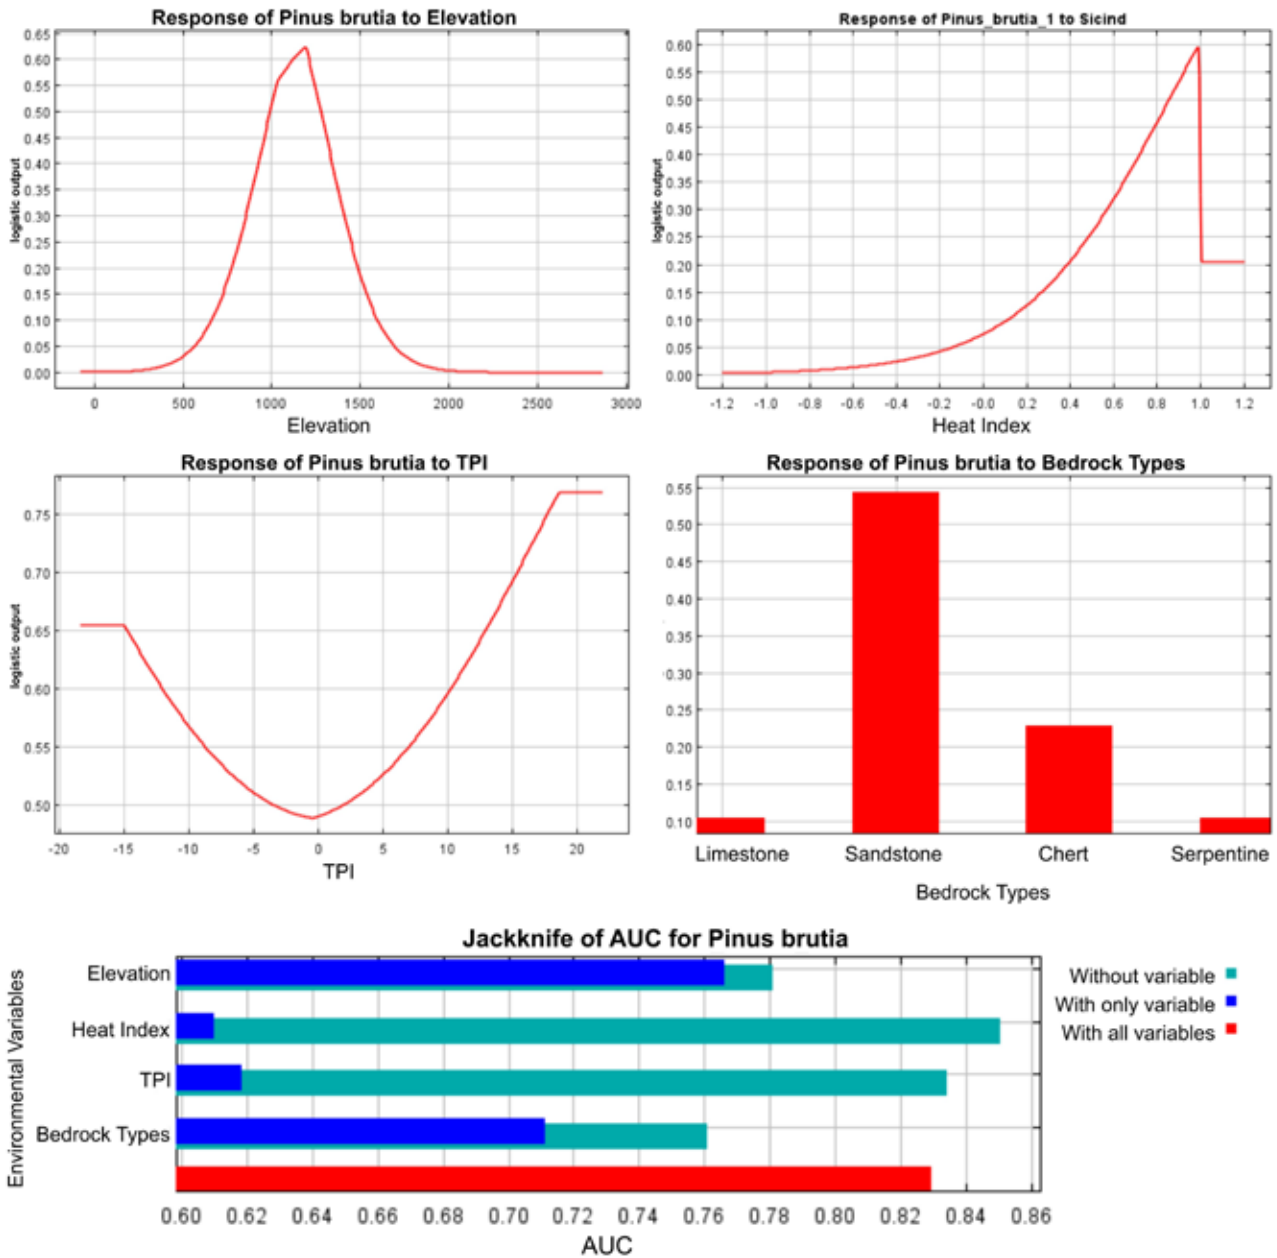 Response of Pinus brutia to Elevation
0.65
0.60
0.55
0.50
0.45
0.40
0.35
0.30
0.25
0.20
0.15
0.10
0.05
0.00
logistic output
0 500 1000 1500 2000 2500 3000
Elevation
Response of Pinus_brutia_1 to Sicind
0.60
0.55
0.50
0.45
0.40
0.35
0.30
0.25
0.20
0.15
0.10
0.05
0.00
logistic output
-1.2 -1.0 -0.8 -0.6 -0.4 -0.2 -0.0 0.2 0.4 0.6 0.8 1.0 1.2
Heat Index
Response of Pinus brutia to TPI
0.75
0.70
0.65
0.60
0.55
0.50
logistic output
-20 -15 -10 -5 0 5 10 15 20
TPI
Response of Pinus brutia to Bedrock Types
0.55
0.50
0.45
0.40
0.35
0.30
0.25
0.20
0.15
0.10
Limestone Sandstone Chert Serpentine
Bedrock Types
Jackknife of AUC for Pinus brutia
Environmental Variables
Elevation
Heat Index
TPI
Bedrock Types
Without variable
With only variable
With all variables
0.60 0.62 0.64 0.66 0.68 0.70 0.72 0.74 0.76 0.78 0.80 0.82 0.84 0.86
AUC